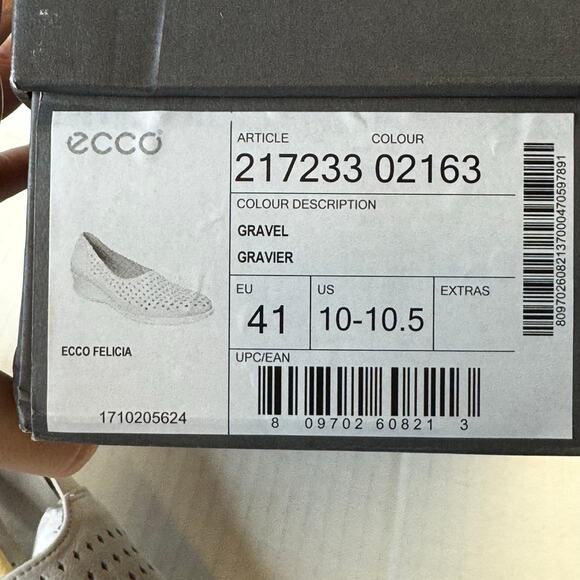 ecco
ARTICLE COLOUR
217233 02163
COLOUR DESCRIPTION
GRAVEL
GRAVIER
EU US EXTRAS
41 10-10.5
ECCO FELICIA
UPC/EAN
1710205624
8 09702 60821 3
809702608213700047059789​1